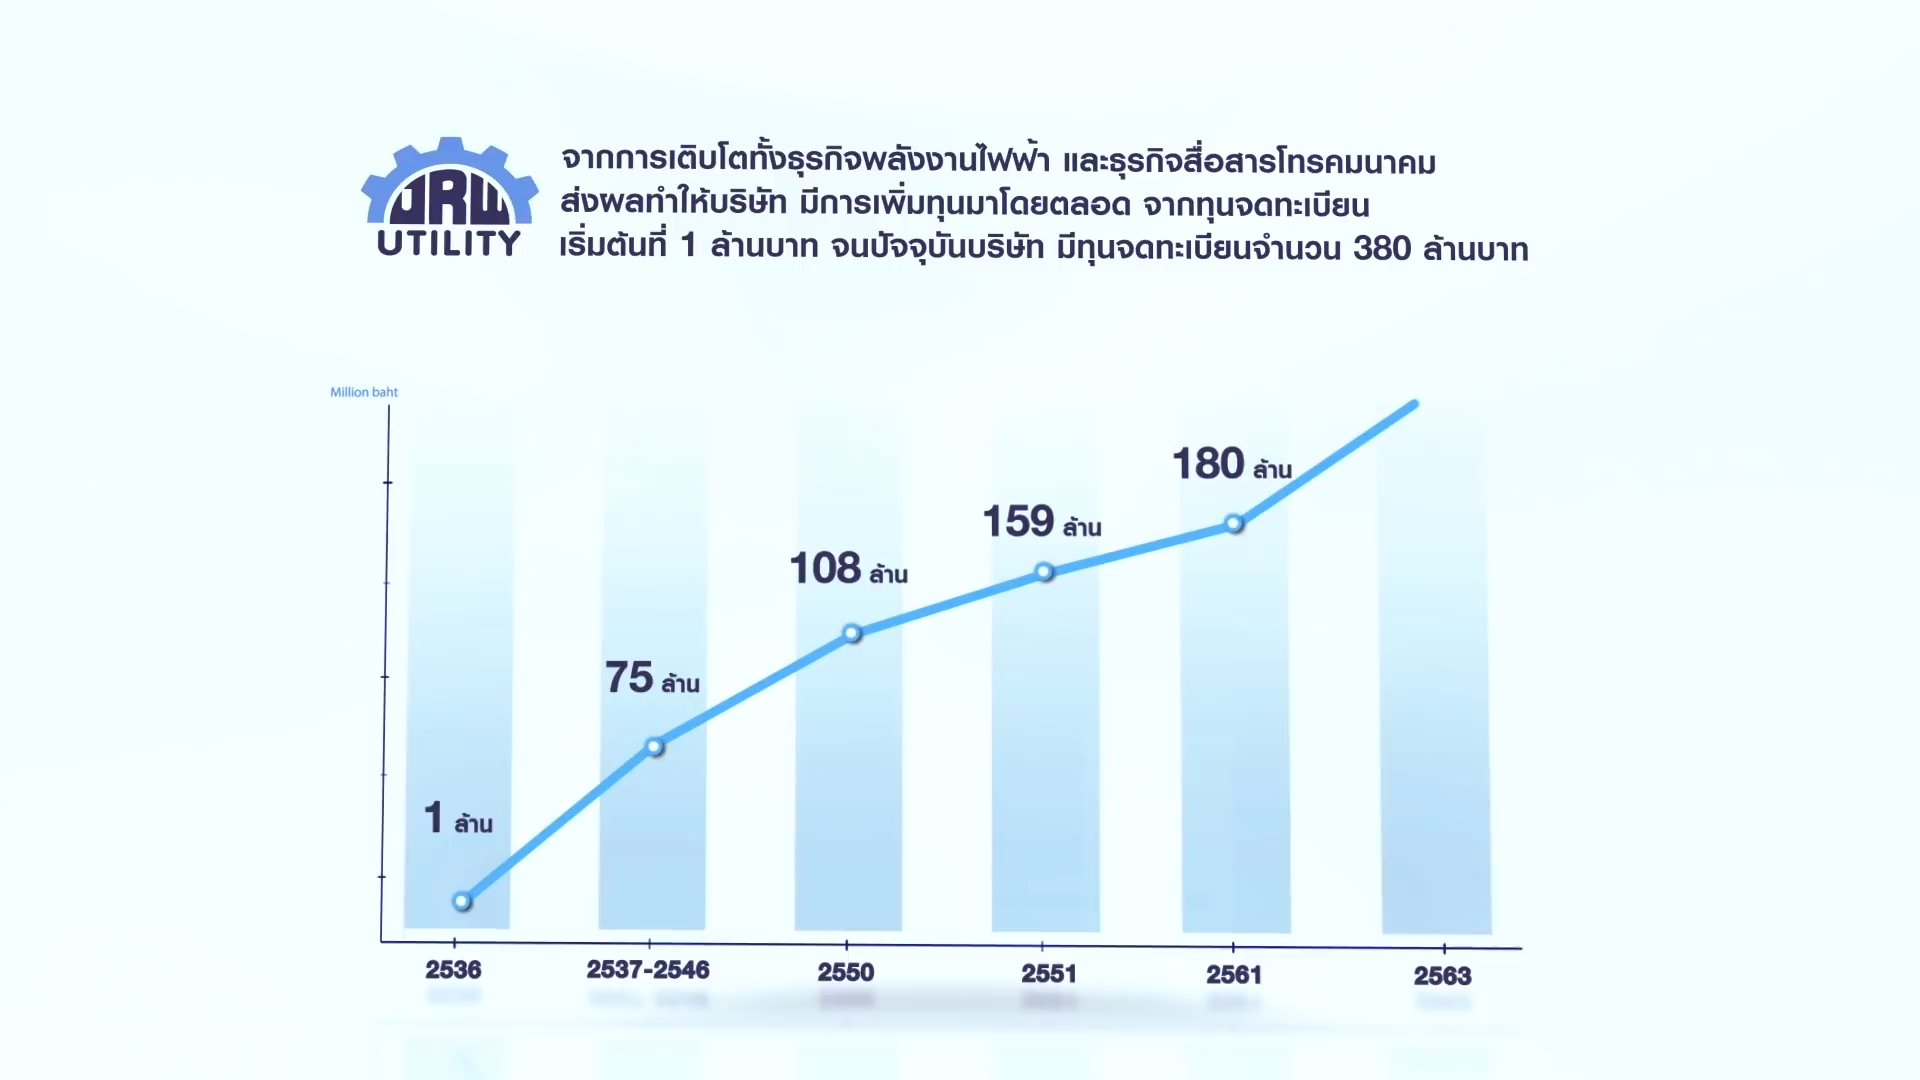 JRW
UTILITY
จากการเติบโตทั้งธุรกิจพลังงานไฟฟ้า และธุรกิจสื่อสารโทรคมนาคม
ส่งผลทำให้บริษัท มีการเพิ่มทุนมาโดยตลอด จากทุนจดทะเบียน
เริ่มต้นที่ 1 ล้านบาท จนปัจจุบันบริษัท มีทุนจดทะเบียนจำนวน 380 ล้านบาท
Million baht
1 ล้าน
75 ล้าน
108 ล้าน
159 ล้าน
180 ล้าน
2536
2537-2546
2550
2551
2561
2563